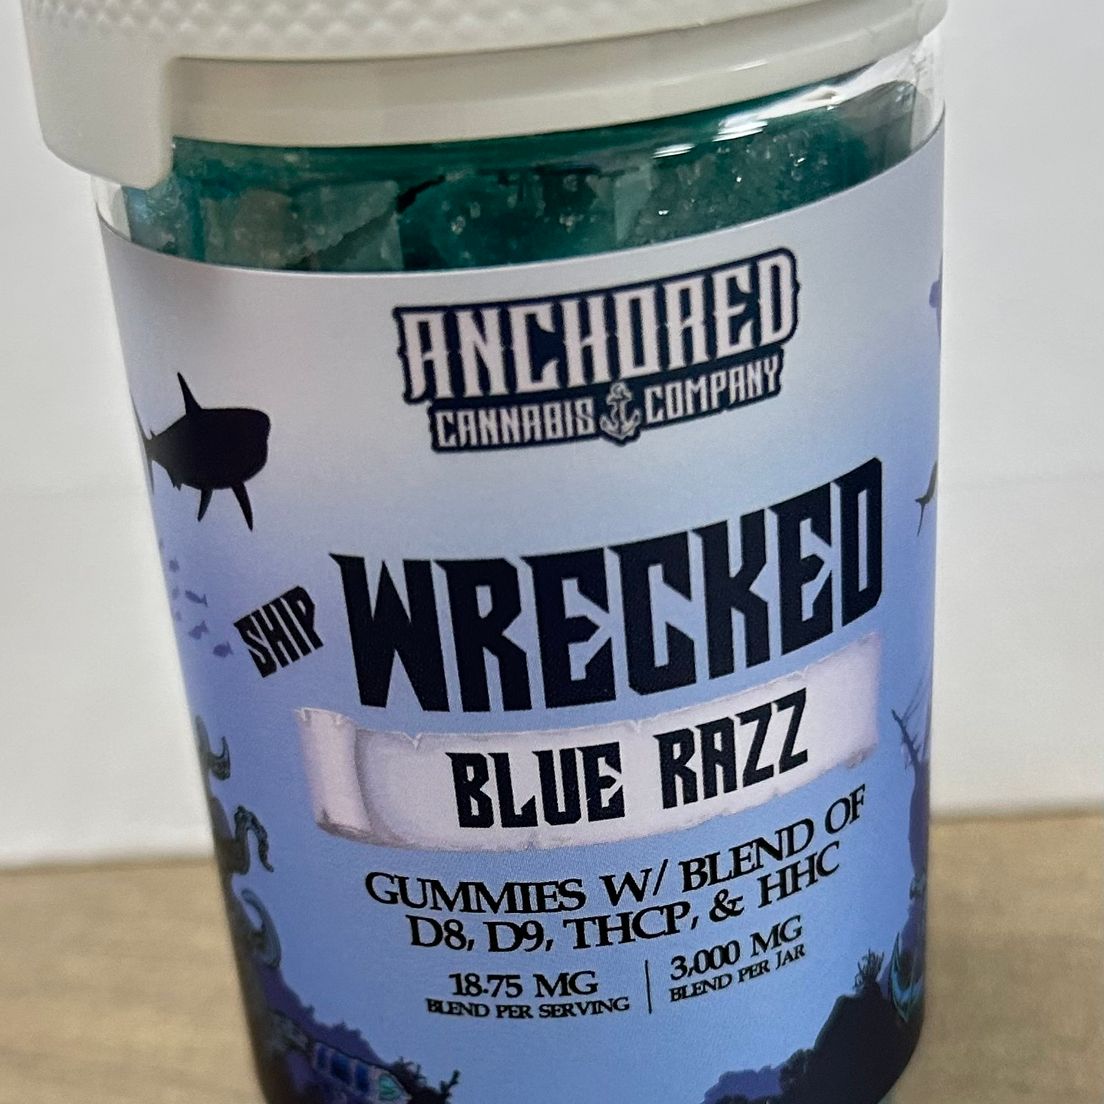 ANCHORED
CANNABIS COMPANY
SHIP WRECKED
BLUE RAZZ
GUMMIES W/ BLEND OF
D8, D9, THCP, & HHC
18.75 MG
BLEND PER SERVING
3,000 MG
BLEND PER JAR